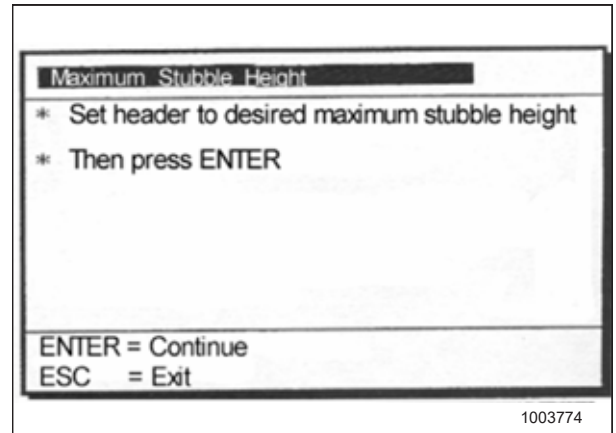 Maximum Stubble Height
* Set header to desired maximum stubble height
* Then press ENTER
ENTER = Continue
ESC = Exit
1003774